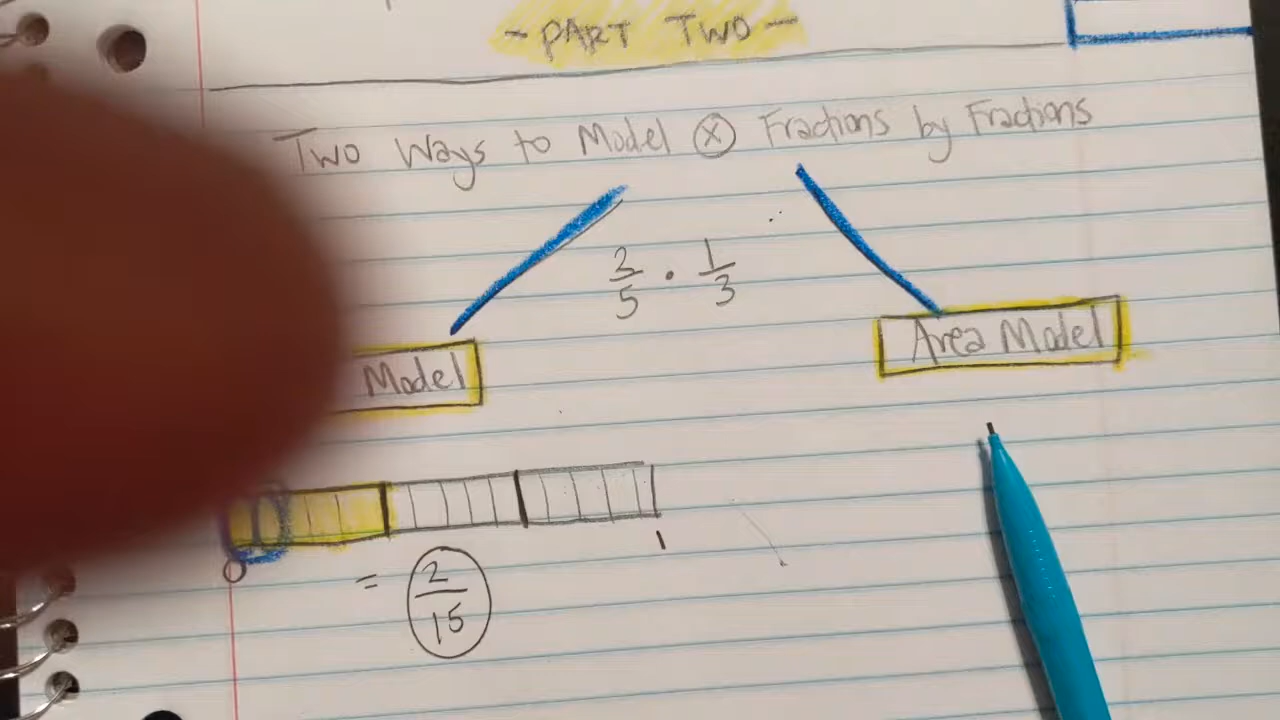 - PART TWO -
Two Ways to Model ⓧ Fractions by Fractions
2/5 · 1/3
Model
Area Model
0
1
= 2/15